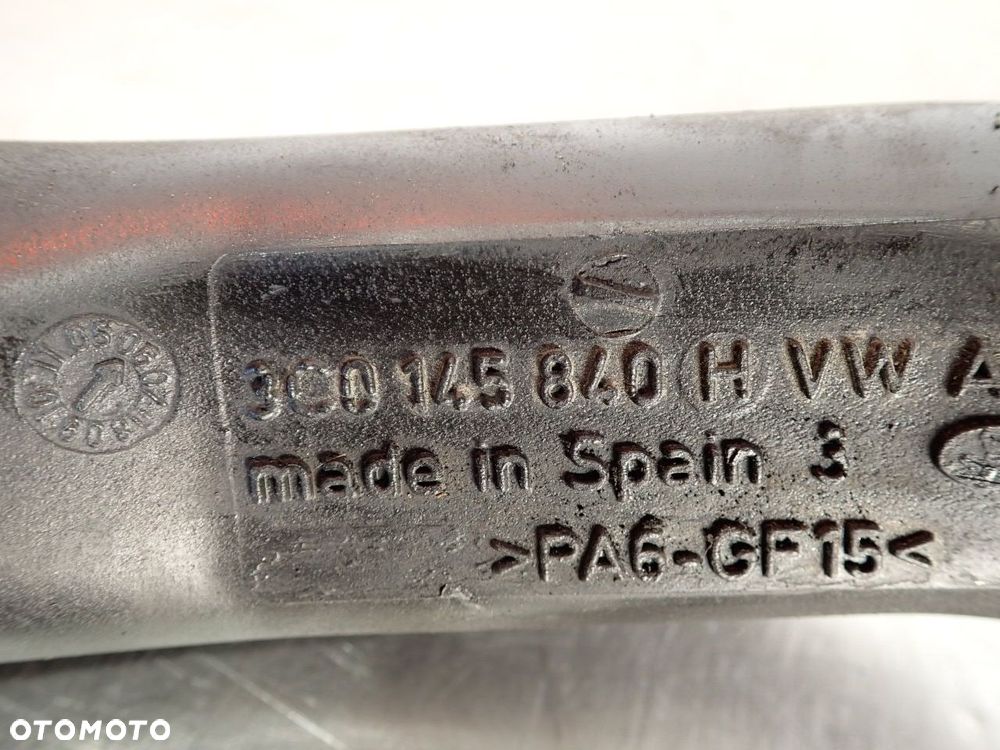 3C0 145 840 H VW A
made in Spain 3
>PA6-GF15<
OTOMOTO